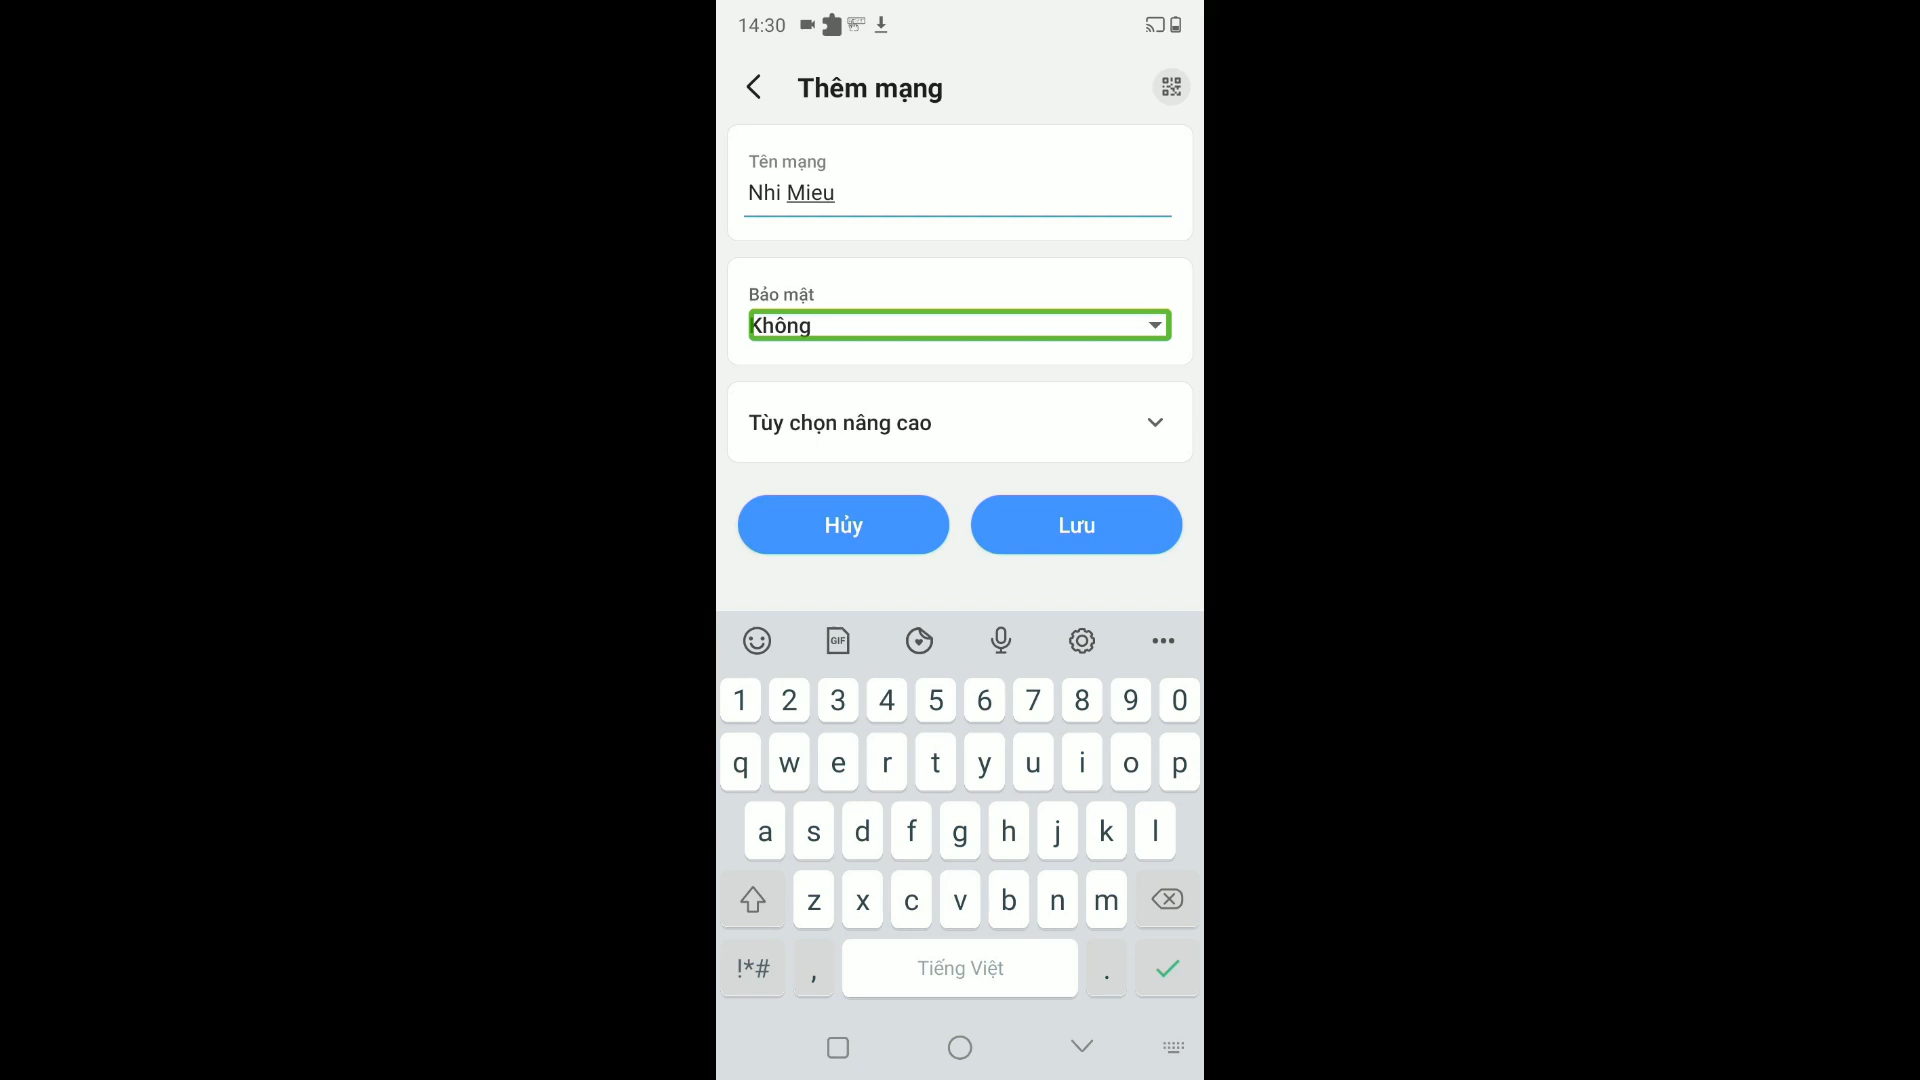 14:30
Thêm mạng
Tên mạng
Nhi Mieu
Bảo mật
Không
Tùy chọn nâng cao
Hủy Lưu
GIF
1 2 3 4 5 6 7 8 9 0
q w e r t y u i o p
a s d f g h j k l
z x c v b n m
!*# , Tiếng Việt .